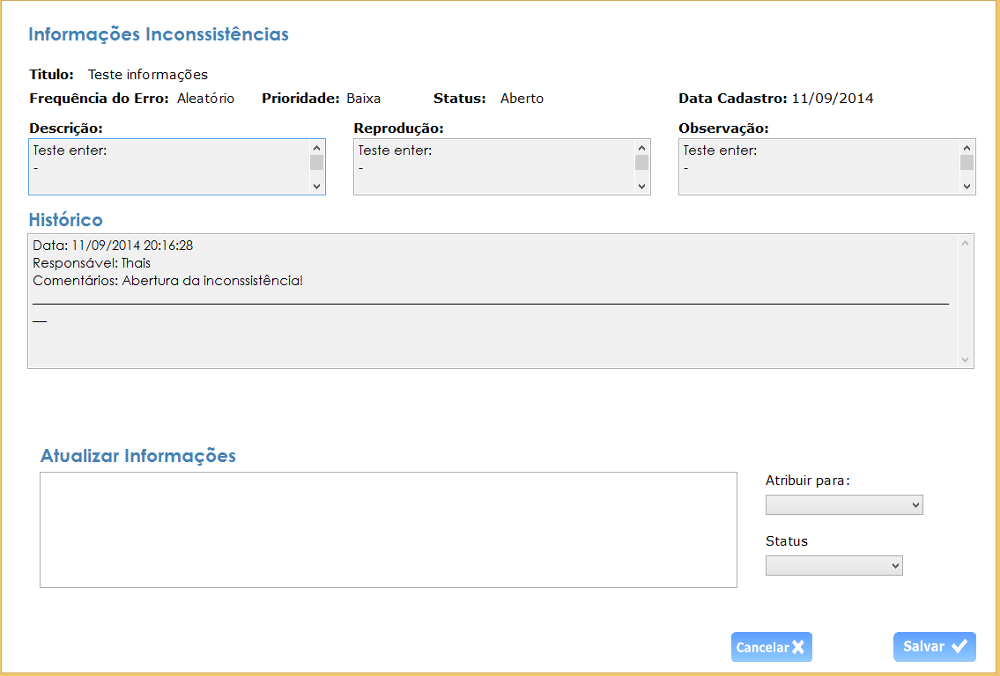 Informações Inconssistências
Titulo: Teste informações
Frequência do Erro: Aleatório Prioridade: Baixa Status: Aberto Data Cadastro: 11/09/2014
Descrição: Reprodução: Observação:
Teste enter: Teste enter: Teste enter:
- - -
Histórico
Data: 11/09/2014 20:16:28
Responsável: Thais
Comentários: Abertura da inconssistência!
Atualizar Informações
Atribuir para:
Status
Cancelar Salvar